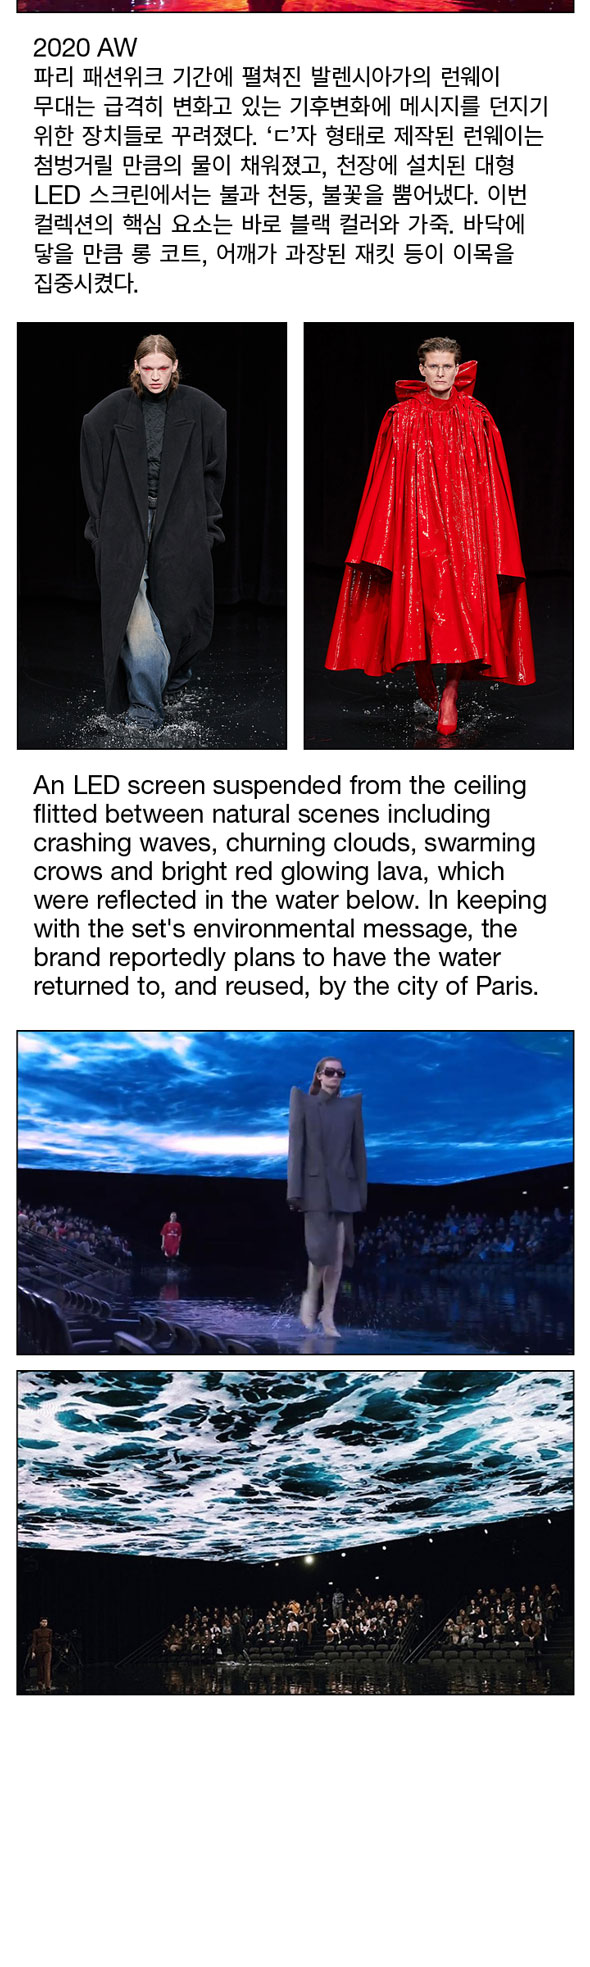 2020 AW
파리 패션위크 기간에 펼쳐진 발렌시아가의 런웨이
무대는 급격히 변화고 있는 기후변화에 메시지를 던지기
위한 장치들로 꾸려졌다. ‘ㄷ’자 형태로 제작된 런웨이는
첨벙거릴 만큼의 물이 채워졌고, 천장에 설치된 대형
LED 스크린에서는 불과 천둥, 불꽃을 뿜어냈다. 이번
컬렉션의 핵심 요소는 바로 블랙 컬러와 가죽. 바닥에
닿을 만큼 롱 코트, 어깨가 과장된 재킷 등이 이목을
집중시켰다.
An LED screen suspended from the ceiling
flitted between natural scenes including
crashing waves, churning clouds, swarming
crows and bright red glowing lava, which
were reflected in the water below. In keeping
with the set's environmental message, the
brand reportedly plans to have the water
returned to, and reused, by the city of Paris.